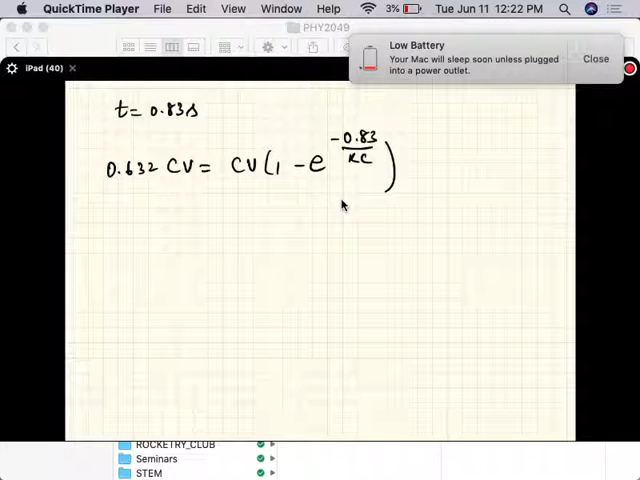 QuickTime Player File Edit View Window Help 3% Tue Jun 11 12:22 PM
PHY2049
Low Battery
Your Mac will sleep soon unless plugged
into a power outlet.
Close
iPad (40)
t = 0.83s
0.632 CV = CV(1 - e^(-0.83/RC))
ROCKETRY_CLUB
Seminars
STEM